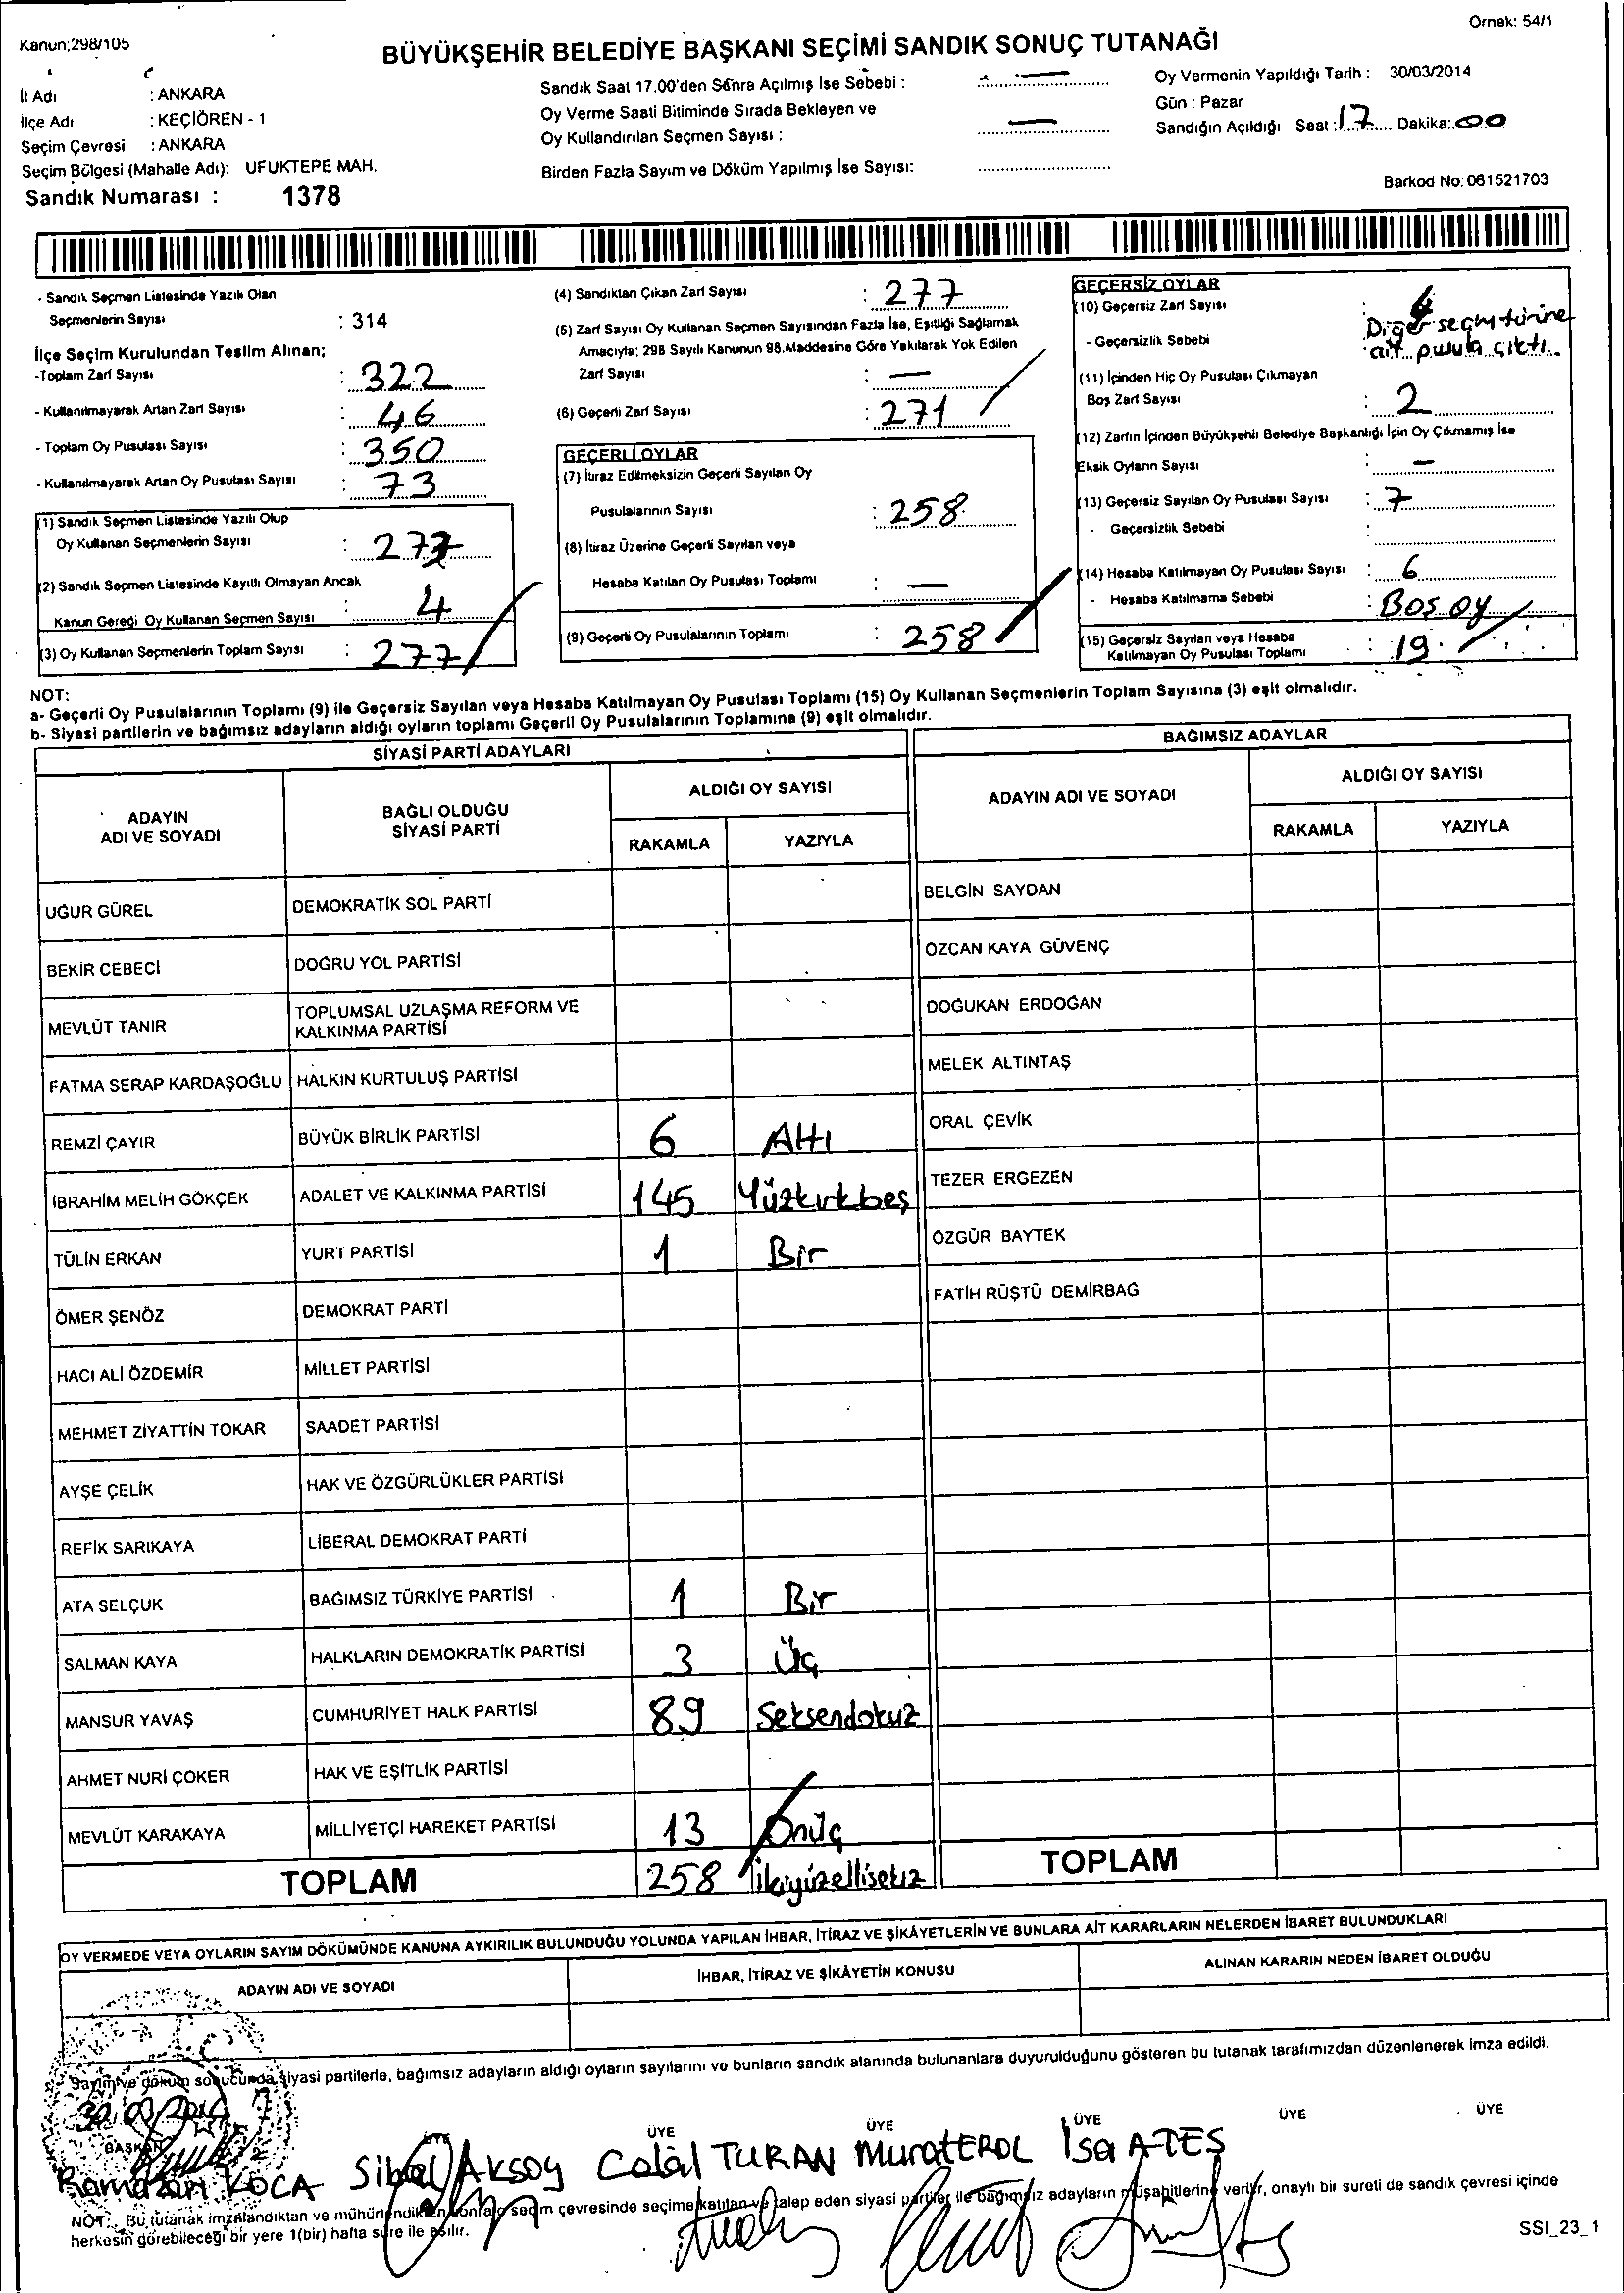 Örnek: 54/1
Kanun;298/105
BÜYÜKŞEHİR BELEDİYE BAŞKANI SEÇİMİ SANDIK SONUÇ TUTANAĞI
İl Adı : ANKARA
İlçe Adı : KEÇİÖREN - 1
Seçim Çevresi : ANKARA
Seçim Bölgesi (Mahalle Adı): UFUKTEPE MAH.
Sandık Numarası : 1378
Sandık Saat 17.00'den Sonra Açılmış İse Sebebi : —
Oy Verme Saati Bitiminde Sırada Bekleyen ve
Oy Kullandırılan Seçmen Sayısı : —
Birden Fazla Sayım ve Döküm Yapılmış İse Sayısı:
Oy Vermenin Yapıldığı Tarih : 30/03/2014
Gün : Pazar
Sandığın Açıldığı Saat : 17 Dakika: 00
Barkod No: 061521703
- Sandık Seçmen Listesinde Yazılı Olan
Seçmenlerin Sayısı : 314
İlçe Seçim Kurulundan Teslim Alınan;
-Toplam Zarf Sayısı : 322
- Kullanılmayarak Artan Zarf Sayısı : 46
- Toplam Oy Pusulası Sayısı : 350
- Kullanılmayarak Artan Oy Pusulası Sayısı : 73
(1) Sandık Seçmen Listesinde Yazılı Olup
Oy Kullanan Seçmenlerin Sayısı :
(2) Sandık Seçmen Listesinde Kayıtlı Olmayan Ancak
Kanun Gereği Oy Kullanan Seçmen Sayısı : 4
(3) Oy Kullanan Seçmenlerin Toplam Sayısı : 277
(4) Sandıktan Çıkan Zarf Sayısı : 277
(5) Zarf Sayısı Oy Kullanan Seçmen Sayısından Fazla İse, Eşitliği Sağlamak
Amacıyla; 298 Sayılı Kanunun 98.Maddesine Göre Yakılarak Yok Edilen
Zarf Sayısı : —
(6) Geçerli Zarf Sayısı : 271
GEÇERLİ OYLAR
(7) İtiraz Edilmeksizin Geçerli Sayılan Oy
Pusulalarının Sayısı : 258
(8) İtiraz Üzerine Geçerli Sayılan veya
Hesaba Katılan Oy Pusulası Toplamı : —
(9) Geçerli Oy Pusulalarının Toplamı : 258
GEÇERSİZ OYLAR
(10) Geçersiz Zarf Sayısı :
- Geçersizlik Sebebi : Diğer seçim türüne
ait pusula çıktı.
(11) İçinden Hiç Oy Pusulası Çıkmayan
Boş Zarf Sayısı : 2
(12) Zarfın İçinden Büyükşehir Belediye Başkanlığı İçin Oy Çıkmamış İse
Eksik Oyların Sayısı : —
(13) Geçersiz Sayılan Oy Pusulası Sayısı : 7
- Geçersizlik Sebebi :
(14) Hesaba Katılmayan Oy Pusulası Sayısı : 6
- Hesaba Katılmama Sebebi : Boş oy
(15) Geçersiz Sayılan veya Hesaba
Katılmayan Oy Pusulası Toplamı : 19
NOT:
a- Geçerli Oy Pusulalarının Toplamı (9) ile Geçersiz Sayılan veya Hesaba Katılmayan Oy Pusulası Toplamı (15) Oy Kullanan Seçmenlerin Toplam Sayısına (3) eşit olmalıdır.
b- Siyasi partilerin ve bağımsız adayların aldığı oyların toplamı Geçerli Oy Pusulalarının Toplamına (9) eşit olmalıdır.
SİYASİ PARTİ ADAYLARI
ADAYIN
ADI VE SOYADI
BAĞLI OLDUĞU
SİYASİ PARTİ
ALDIĞI OY SAYISI
RAKAMLA YAZIYLA
UĞUR GÜREL DEMOKRATİK SOL PARTİ
BEKİR CEBECİ DOĞRU YOL PARTİSİ
MEVLÜT TANIR TOPLUMSAL UZLAŞMA REFORM VE
KALKINMA PARTİSİ
FATMA SERAP KARDAŞOĞLU HALKIN KURTULUŞ PARTİSİ
REMZİ ÇAYIR BÜYÜK BİRLİK PARTİSİ 6 Altı
İBRAHİM MELİH GÖKÇEK ADALET VE KALKINMA PARTİSİ 145 Yüzkırkbeş
TÜLİN ERKAN YURT PARTİSİ 1 Bir
ÖMER ŞENÖZ DEMOKRAT PARTİ
HACI ALİ ÖZDEMİR MİLLET PARTİSİ
MEHMET ZİYATTİN TOKAR SAADET PARTİSİ
AYŞE ÇELİK HAK VE ÖZGÜRLÜKLER PARTİSİ
REFİK SARIKAYA LİBERAL DEMOKRAT PARTİ
ATA SELÇUK BAĞIMSIZ TÜRKİYE PARTİSİ 1 Bir
SALMAN KAYA HALKLARIN DEMOKRATİK PARTİSİ 3 Üç
MANSUR YAVAŞ CUMHURİYET HALK PARTİSİ 89 Seksendokuz
AHMET NURİ ÇOKER HAK VE EŞİTLİK PARTİSİ
MEVLÜT KARAKAYA MİLLİYETÇİ HAREKET PARTİSİ 13 Onüç
TOPLAM 258 İkiyüzellisekiz
BAĞIMSIZ ADAYLAR
ADAYIN ADI VE SOYADI
ALDIĞI OY SAYISI
RAKAMLA YAZIYLA
BELGİN SAYDAN
ÖZCAN KAYA GÜVENÇ
DOĞUKAN ERDOĞAN
MELEK ALTINTAŞ
ORAL ÇEVİK
TEZER ERGEZEN
ÖZGÜR BAYTEK
FATİH RÜŞTÜ DEMİRBAĞ
TOPLAM
OY VERMEDE VEYA OYLARIN SAYIM DÖKÜMÜNDE KANUNA AYKIRILIK BULUNDUĞU YOLUNDA YAPILAN İHBAR, İTİRAZ VE ŞİKÂYETLERİN VE BUNLARA AİT KARARLARIN NELERDEN İBARET BULUNDUKLARI
ADAYIN ADI VE SOYADI İHBAR, İTİRAZ VE ŞİKÂYETİN KONUSU ALINAN KARARIN NEDEN İBARET OLDUĞU
Sayım ve döküm sonucunda siyasi partilerle, bağımsız adayların aldığı oyların sayılarını ve bunların sandık alanında bulunanlara duyurulduğunu gösteren bu tutanak tarafımızdan düzenlenerek imza edildi.
30/03/2014
BAŞKAN ÜYE ÜYE ÜYE ÜYE ÜYE
Ramazan KOCA Sibel AKSOY Celal TURAN Murat EROL İsa ATEŞ
NOT: Bu tutanak imzalandıktan ve mühürlendikten sonra o seçim çevresinde seçime katılan ve talep eden siyasi partiler ile bağımsız adayların müşahitlerine verilir, onaylı bir sureti de sandık çevresi içinde
herkesin görebileceği bir yere 1(bir) hafta süre ile asılır.
SSI_23_1